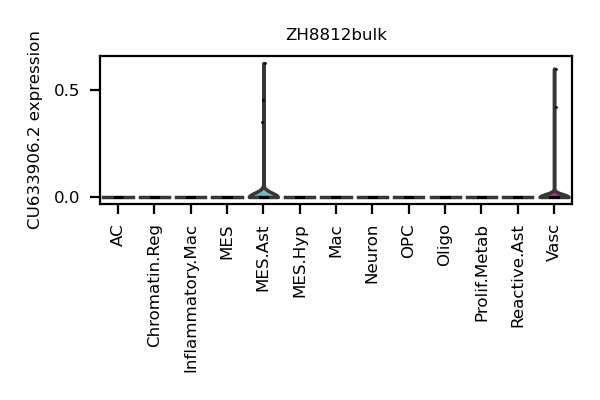 ZH8812bulk
CU633906.2 expression
0.5
0.0
AC
Chromatin.Reg
Inflammatory.Mac
MES
MES.Ast
MES.Hyp
Mac
Neuron
OPC
Oligo
Prolif.Metab
Reactive.Ast
Vasc